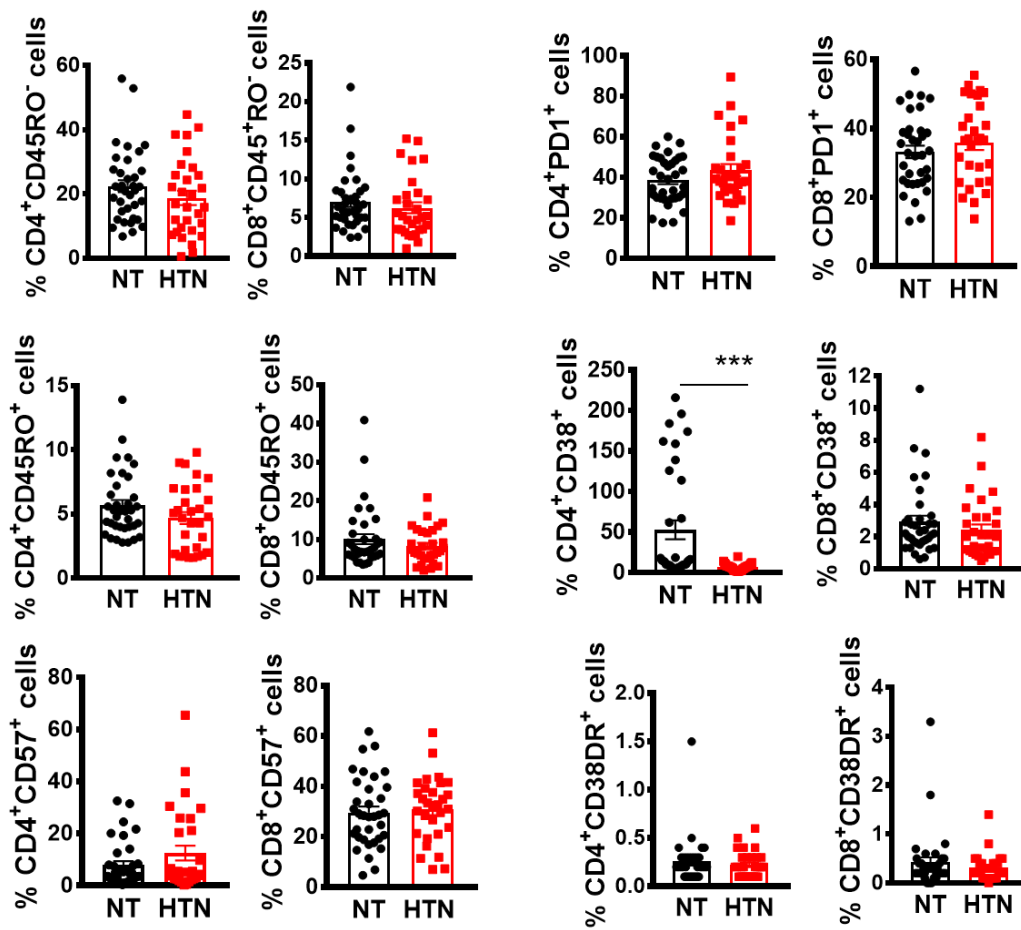 % CD4⁺CD45RO⁻ cells
60
40
20
0
NT HTN
% CD8⁺CD45⁺RO⁻ cells
25
20
15
10
5
0
NT HTN
% CD4⁺PD1⁺ cells
100
80
60
40
20
0
NT HTN
% CD8⁺PD1⁺ cells
60
40
20
0
NT HTN
% CD4⁺CD45RO⁺ cells
15
10
5
0
NT HTN
% CD8⁺CD45RO⁺ cells
50
40
30
20
10
0
NT HTN
% CD4⁺CD38⁺ cells
250
200
150
100
50
0
***
NT HTN
% CD8⁺CD38⁺ cells
12
10
8
6
4
2
0
NT HTN
% CD4⁺CD57⁺ cells
80
60
40
20
0
NT HTN
% CD8⁺CD57⁺ cells
80
60
40
20
0
NT HTN
% CD4⁺CD38DR⁺ cells
2.0
1.5
1.0
0.5
0.0
NT HTN
% CD8⁺CD38DR⁺ cells
4
3
2
1
0
NT HTN